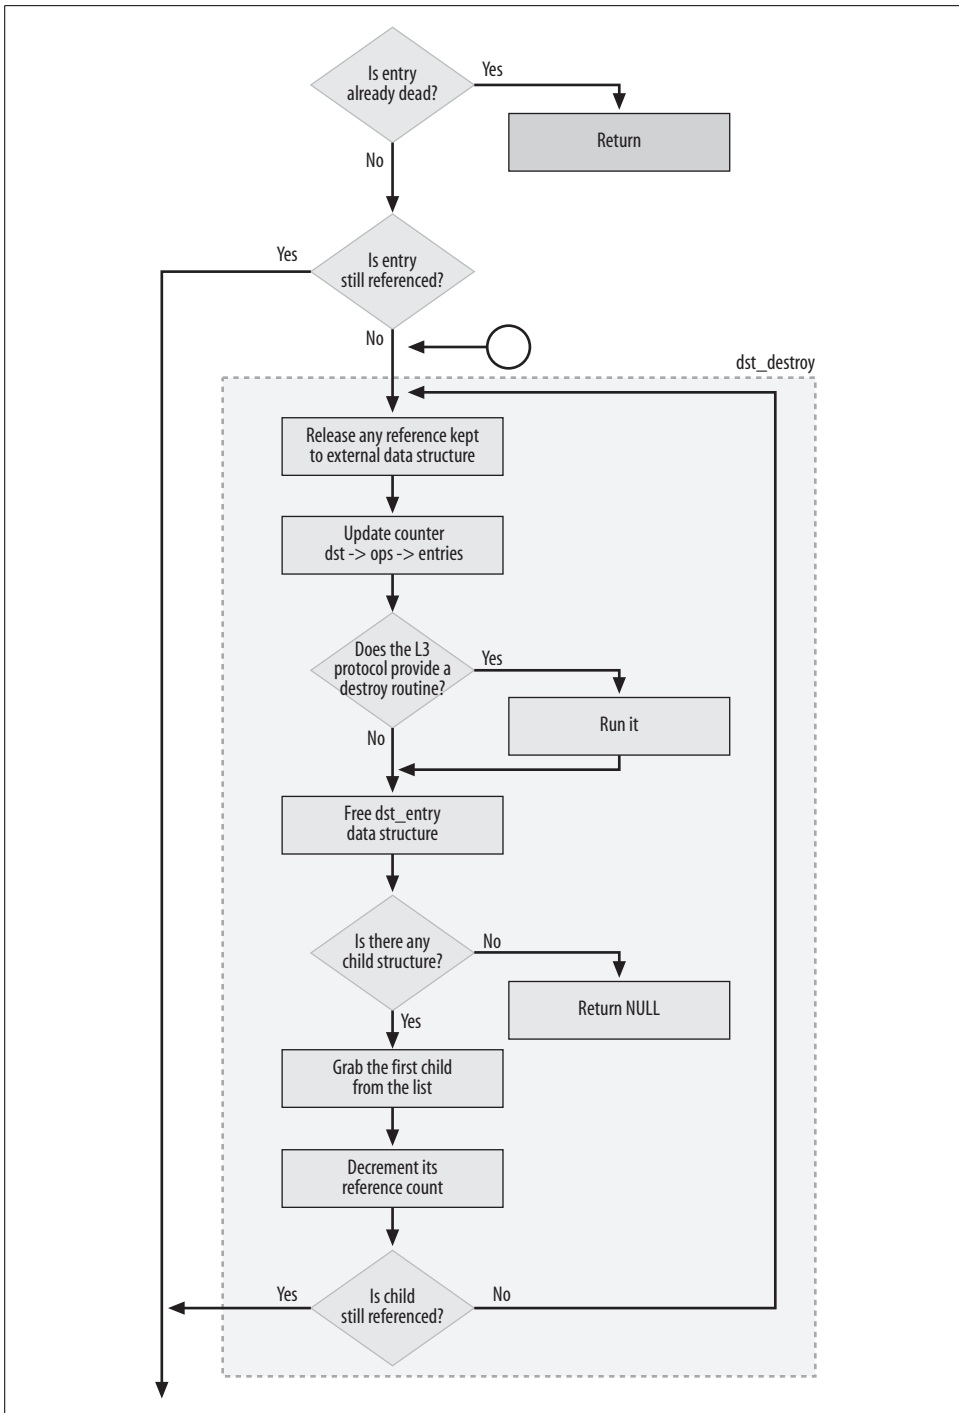 Is entry
already dead?
Yes
Return
No
Is entry
still referenced?
Yes
No
dst_destroy
Release any reference kept
to external data structure
Update counter
dst -> ops -> entries
Does the L3
protocol provide a
destroy routine?
Yes
Run it
No
Free dst_entry
data structure
Is there any
child structure?
No
Return NULL
Yes
Grab the first child
from the list
Decrement its
reference count
Yes
Is child
still referenced?
No